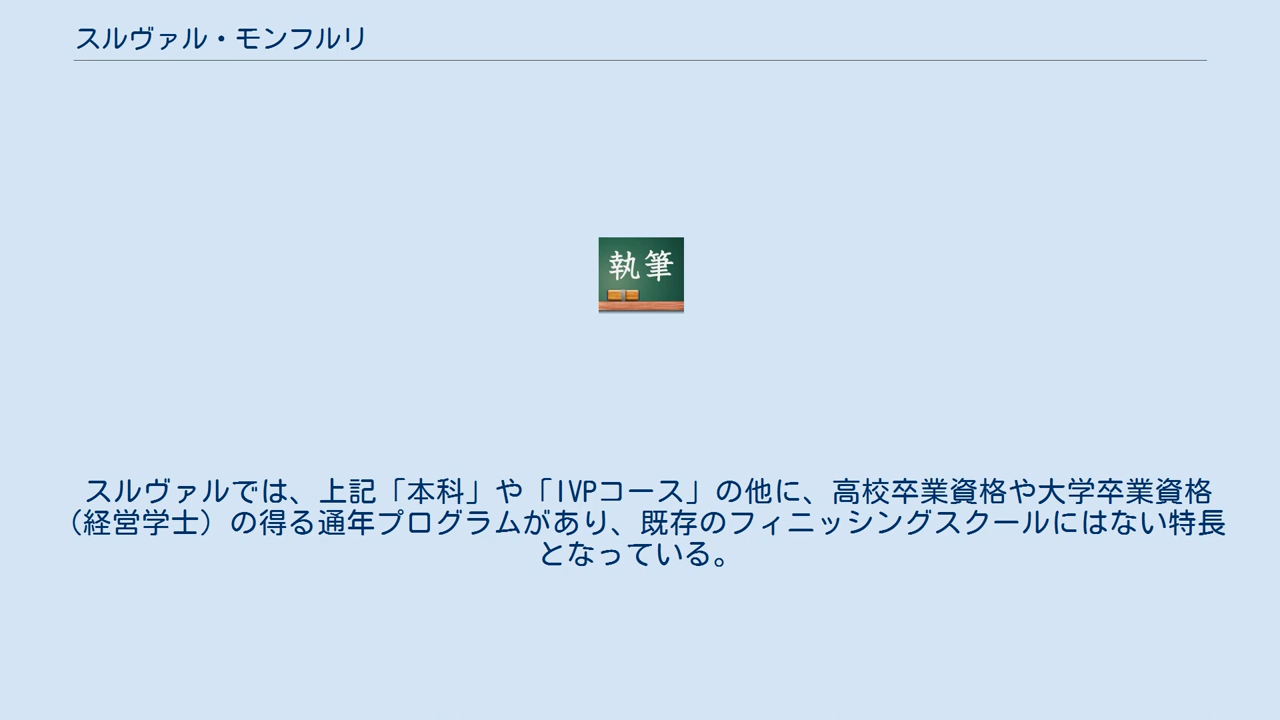 スルヴァル・モンフルリ
執筆
スルヴァルでは、上記「本科」や「IVPコース」の他に、高校卒業資格や大学卒業資格
（経営学士）の得る通年プログラムがあり、既存のフィニッシングスクールにはない特長
となっている。